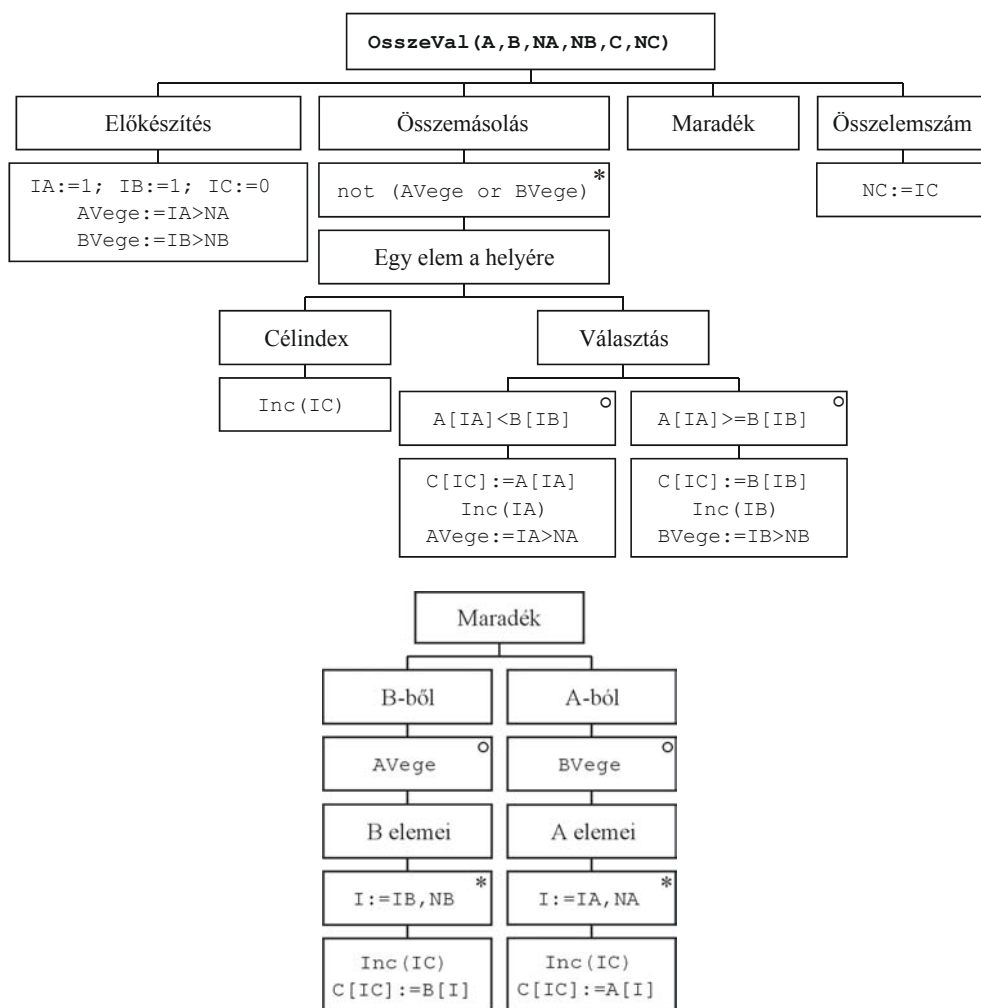 OsszeVal(A,B,NA,NB,C,NC)
Előkészítés
Összemásolás
Maradék
Összelemszám
IA:=1; IB:=1; IC:=0
AVege:=IA>NA
BVege:=IB>NB
not (AVege or BVege)
*
NC:=IC
Egy elem a helyére
Célindex
Választás
Inc(IC)
A[IA]<B[IB]
A[IA]>=B[IB]
C[IC]:=A[IA]
Inc(IA)
AVege:=IA>NA
C[IC]:=B[IB]
Inc(IB)
BVege:=IB>NB
Maradék
B-ből
A-ból
AVege
BVege
B elemei
A elemei
I:=IB,NB
*
I:=IA,NA
*
Inc(IC)
C[IC]:=B[I]
Inc(IC)
C[IC]:=A[I]